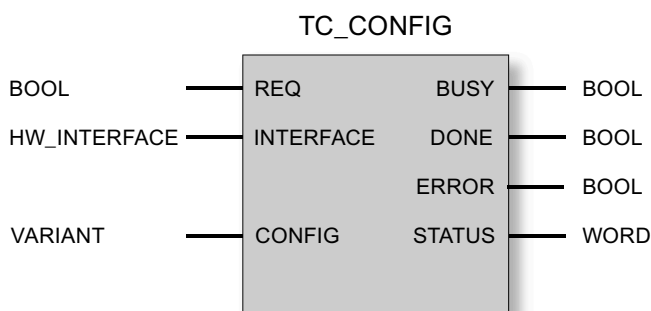 TC_CONFIG
BOOL REQ BUSY BOOL
HW_INTERFACE INTERFACE DONE BOOL
ERROR BOOL
VARIANT CONFIG STATUS WORD